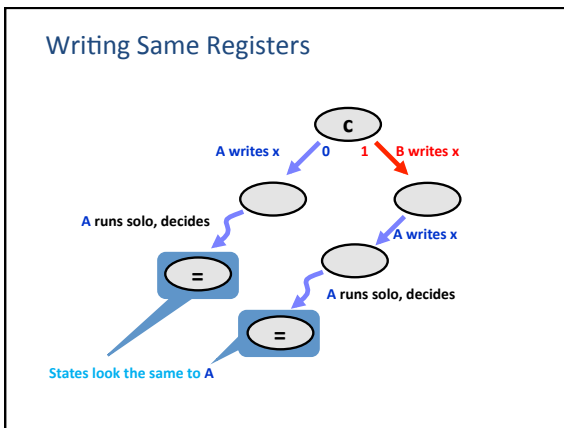 Writing Same Registers
c
A writes x
0
1
B writes x
A runs solo, decides
A writes x
=
A runs solo, decides
=
States look the same to A